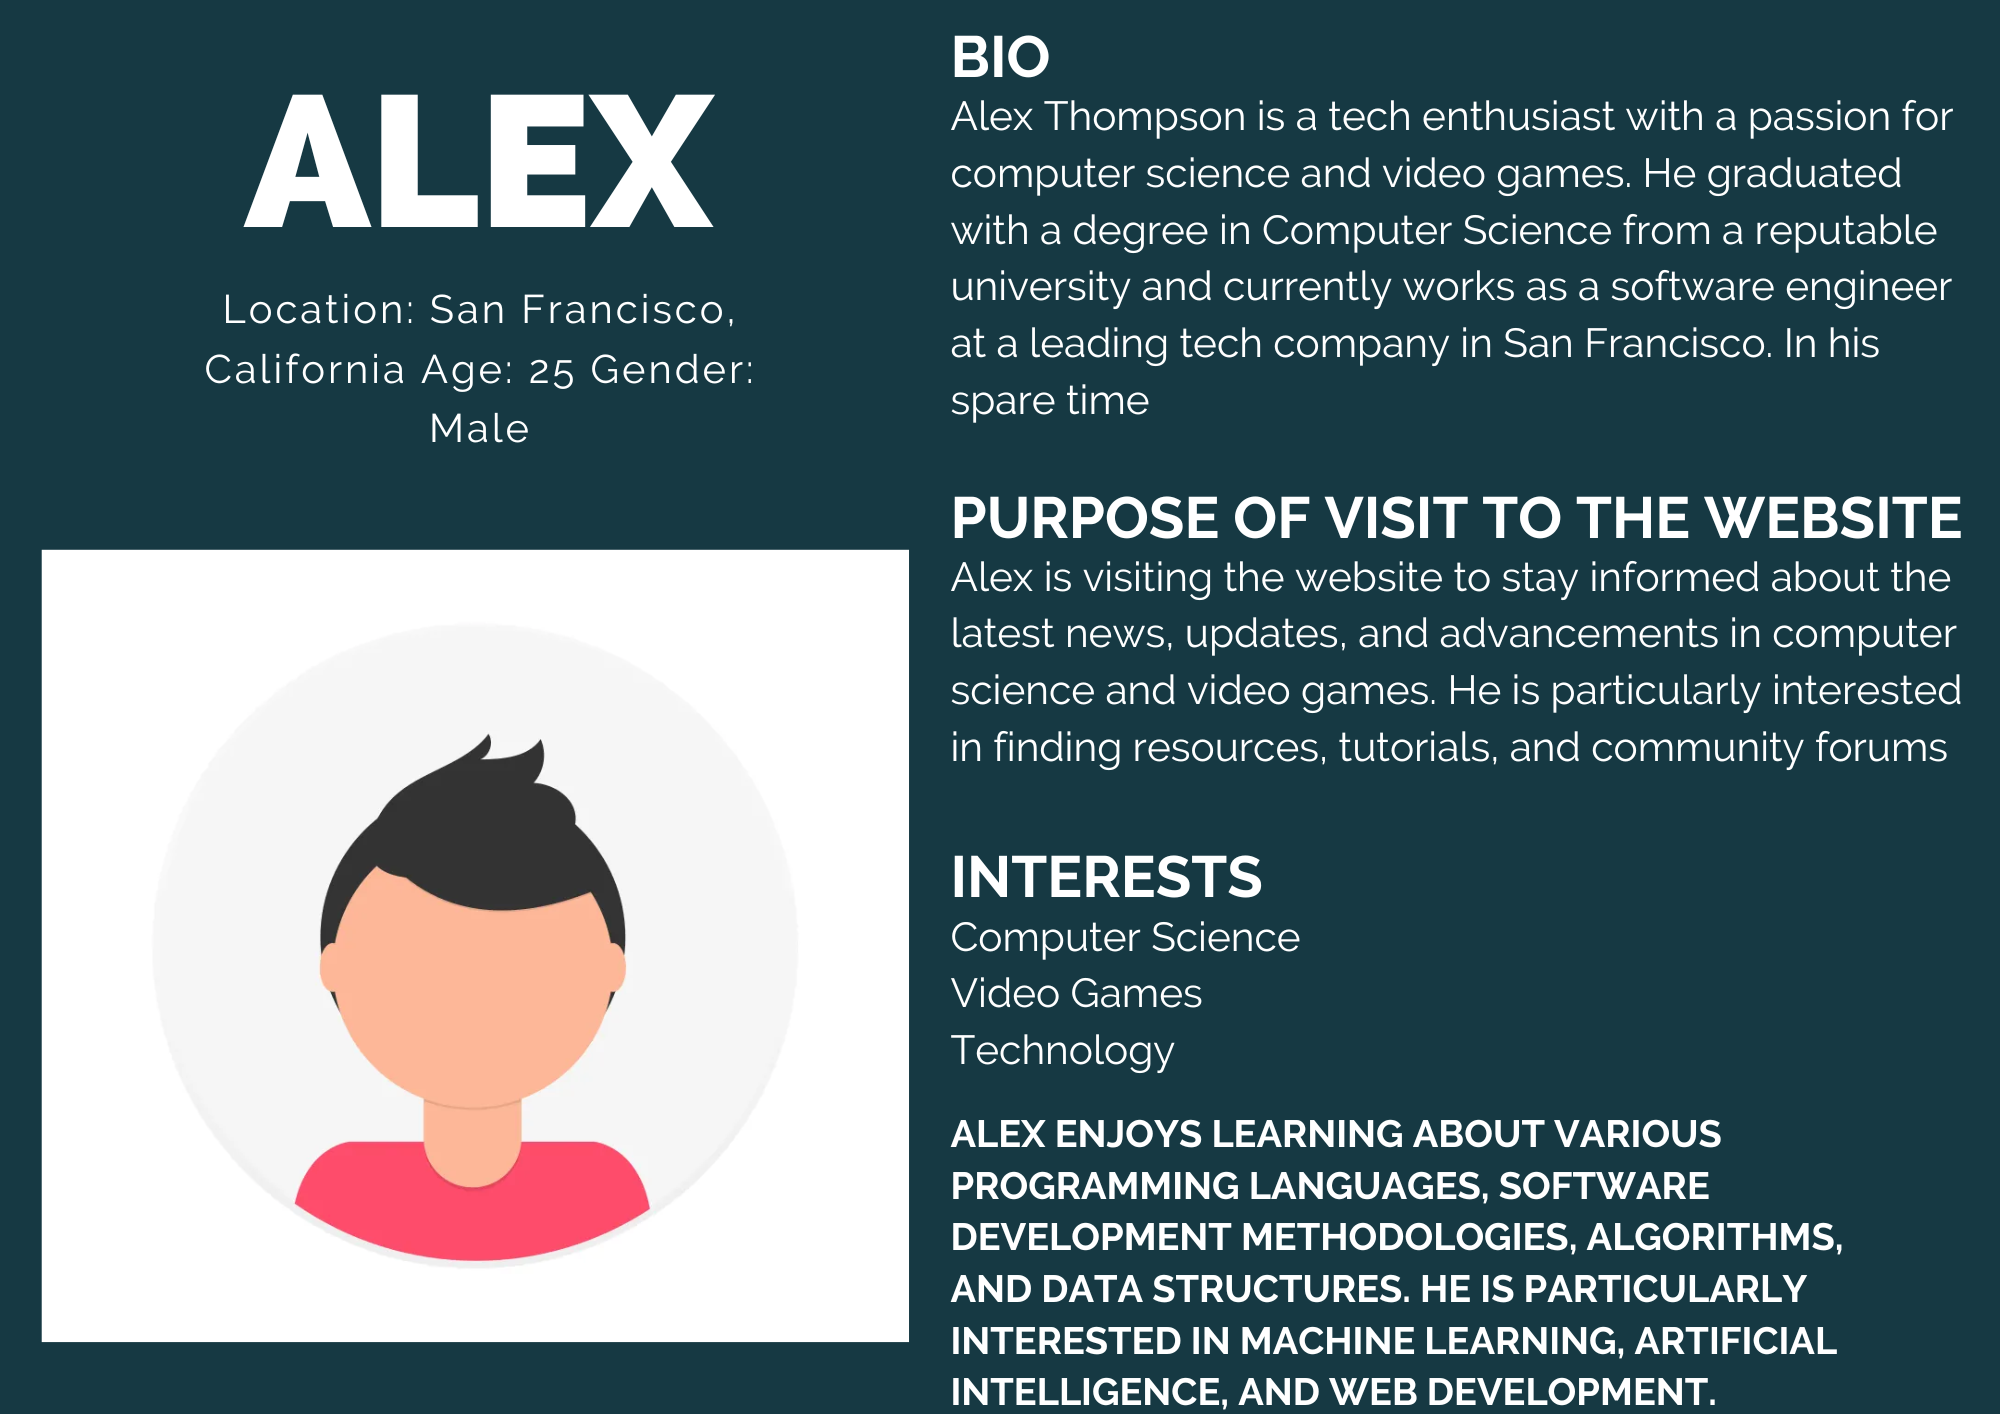 ALEX
Location: San Francisco,
California Age: 25 Gender:
Male
BIO
Alex Thompson is a tech enthusiast with a passion for
computer science and video games. He graduated
with a degree in Computer Science from a reputable
university and currently works as a software engineer
at a leading tech company in San Francisco. In his
spare time
PURPOSE OF VISIT TO THE WEBSITE
Alex is visiting the website to stay informed about the
latest news, updates, and advancements in computer
science and video games. He is particularly interested
in finding resources, tutorials, and community forums
INTERESTS
Computer Science
Video Games
Technology
ALEX ENJOYS LEARNING ABOUT VARIOUS
PROGRAMMING LANGUAGES, SOFTWARE
DEVELOPMENT METHODOLOGIES, ALGORITHMS,
AND DATA STRUCTURES. HE IS PARTICULARLY
INTERESTED IN MACHINE LEARNING, ARTIFICIAL
INTELLIGENCE, AND WEB DEVELOPMENT.